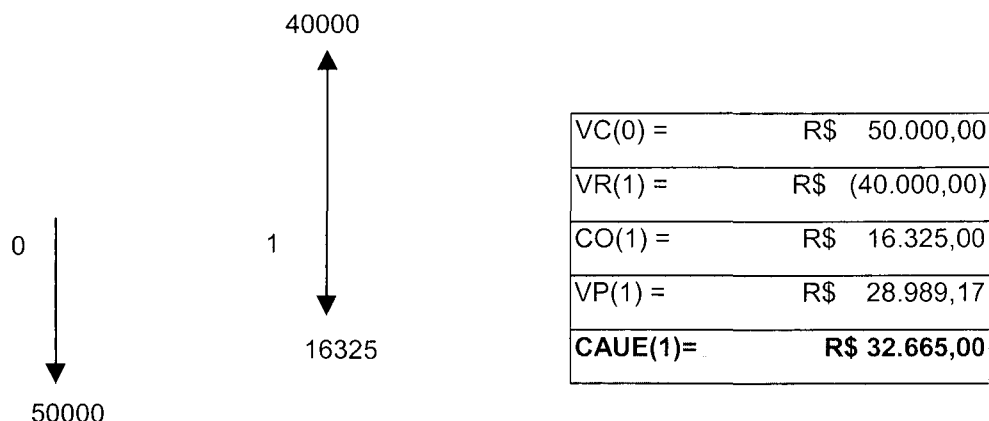 40000
0
1
16325
50000
VC(0) = R$ 50.000,00
VR(1) = R$ (40.000,00)
CO(1) = R$ 16.325,00
VP(1) = R$ 28.989,17
CAUE(1)= R$ 32.665,00